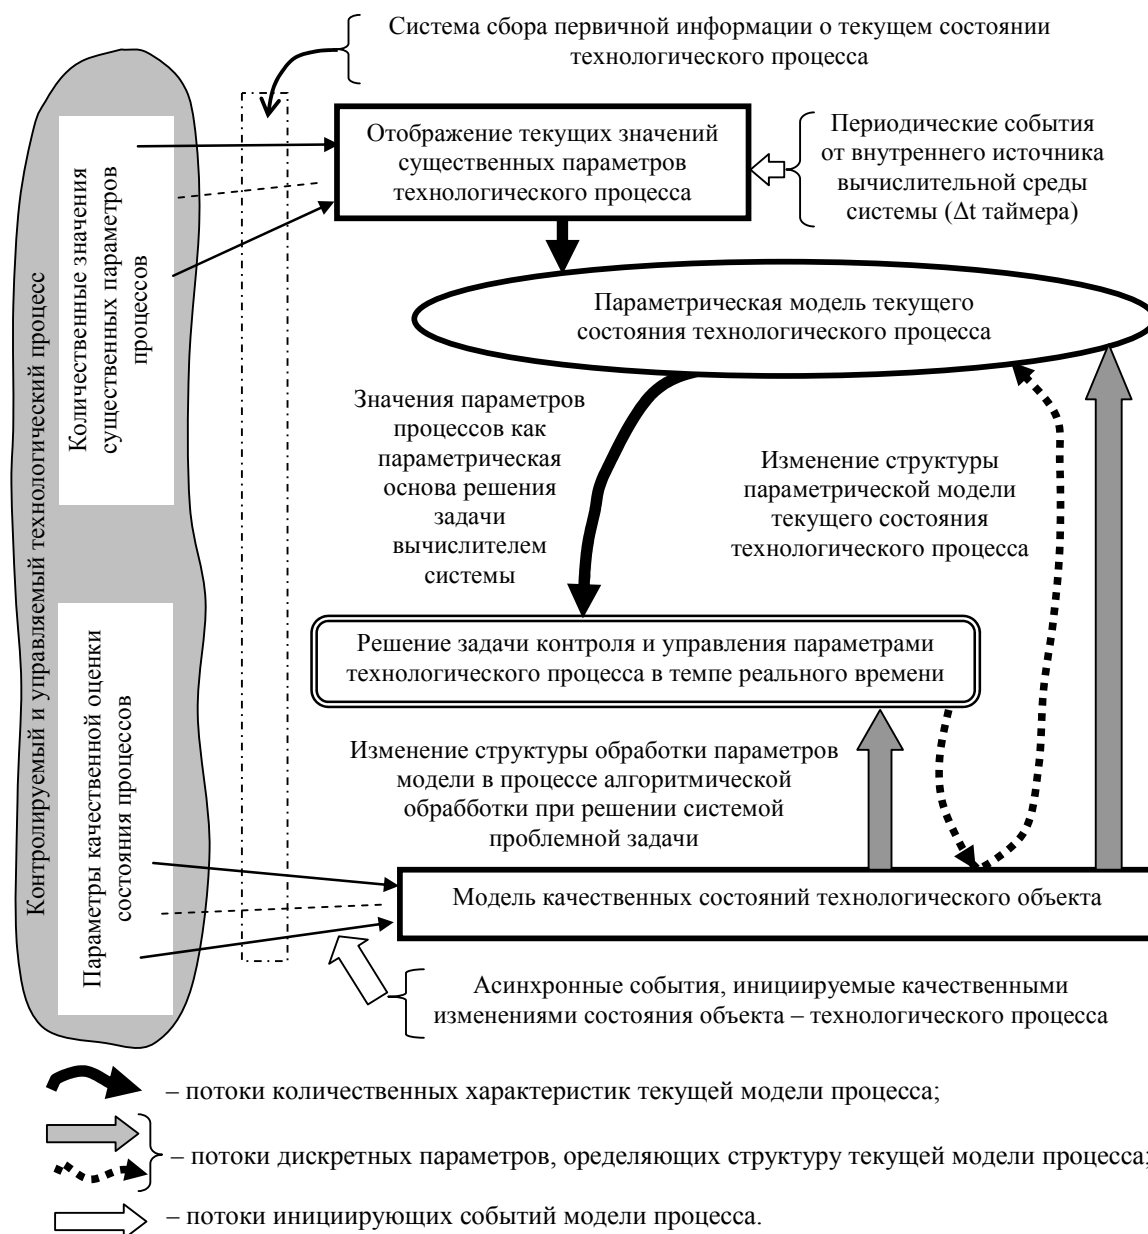 Система сбора первичной информации о текущем состоянии
технологического процесса
Отображение текущих значений
существенных параметров
технологического процесса
Периодические события
от внутреннего источника
вычислительной среды
системы (Δt таймера)
Контролируемый и управляемый технологический процесс
Количественные значения
существенных параметров
процессов
Параметрическая модель текущего
состояния технологического процесса
Значения параметров
процессов как
параметрическая
основа решения
задачи
вычислителем
системы
Изменение структуры
параметрической модели
текущего состояния
технологического процесса
Параметры качественной оценки
состояния процессов
Решение задачи контроля и управления параметрами
технологического процесса в темпе реального времени
Изменение структуры обработки параметров
модели в процессе алгоритмической
обрабботки при решении системой
проблемной задачи
Модель качественных состояний технологического объекта
Асинхронные события, инициируемые качественными
изменениями состояния объекта – технологического процесса
– потоки количественных характеристик текущей модели процесса;
– потоки дискретных параметров, оределяющих структуру текущей модели процесса;
– потоки инициирующих событий модели процесса.